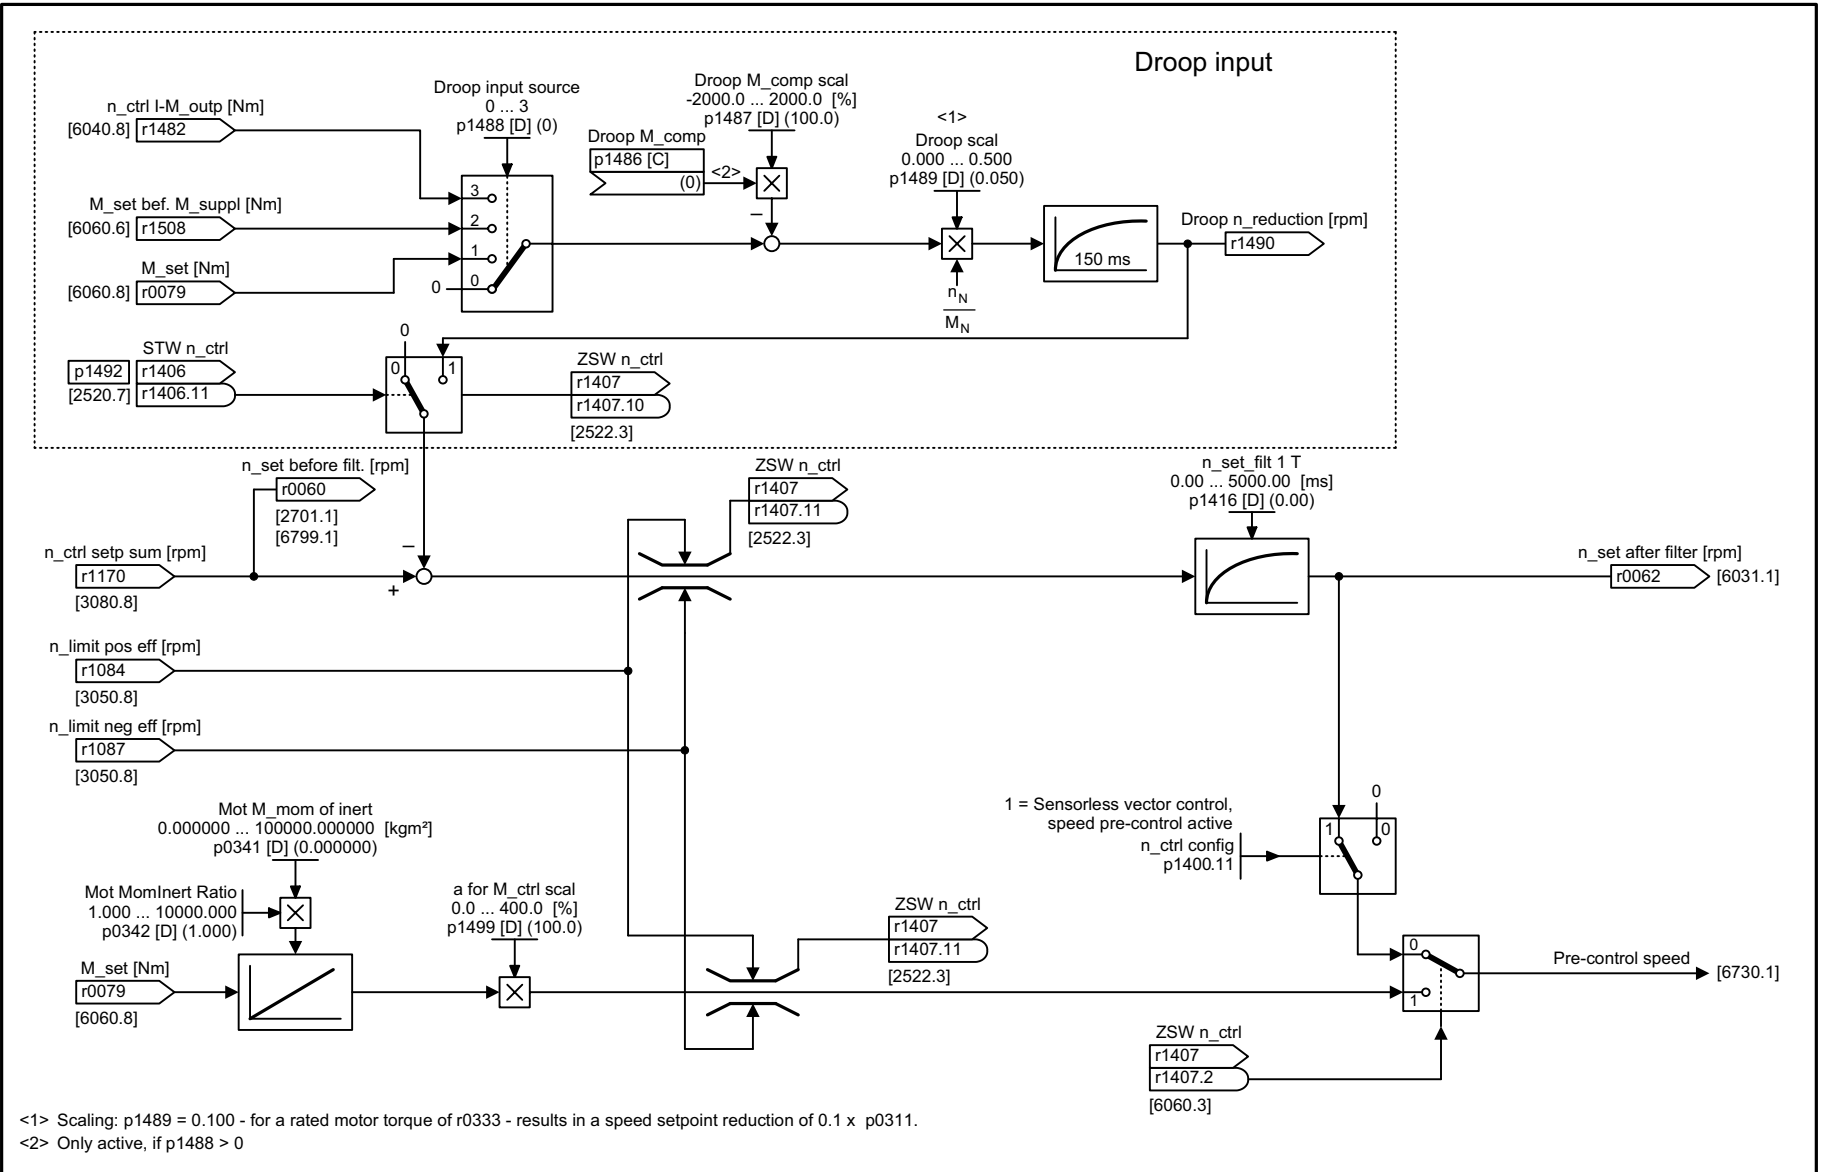 Droop input
n_ctrl I-M_outp [Nm]
[6040.8]
r1482
M_set bef. M_suppl [Nm]
[6060.6]
r1508
M_set [Nm]
[6060.8]
r0079
Droop input source
0 ... 3
p1488 [D] (0)
3
2
1
0
0
Droop M_comp
p1486 [C]
(0)
<2>
Droop M_comp scal
-2000.0 ... 2000.0 [%]
p1487 [D] (100.0)
–
<1>
Droop scal
0.000 ... 0.500
p1489 [D] (0.050)
n_N
M_N
150 ms
Droop n_reduction [rpm]
r1490
STW n_ctrl
p1492
r1406
[2520.7]
r1406.11
0
0
1
ZSW n_ctrl
r1407
r1407.10
[2522.3]
n_set before filt. [rpm]
r0060
[2701.1]
[6799.1]
n_ctrl setp sum [rpm]
r1170
[3080.8]
–
+
ZSW n_ctrl
r1407
r1407.11
[2522.3]
n_set_filt 1 T
0.00 ... 5000.00 [ms]
p1416 [D] (0.00)
n_set after filter [rpm]
r0062
[6031.1]
n_limit pos eff [rpm]
r1084
[3050.8]
n_limit neg eff [rpm]
r1087
[3050.8]
Mot M_mom of inert
0.000000 ... 100000.000000 [kgm²]
p0341 [D] (0.000000)
Mot MomInert Ratio
1.000 ... 10000.000
p0342 [D] (1.000)
M_set [Nm]
r0079
[6060.8]
a for M_ctrl scal
0.0 ... 400.0 [%]
p1499 [D] (100.0)
ZSW n_ctrl
r1407
r1407.11
[2522.3]
1 = Sensorless vector control,
speed pre-control active
n_ctrl config
p1400.11
0
1
0
0
1
Pre-control speed
[6730.1]
ZSW n_ctrl
r1407
r1407.2
[6060.3]
<1> Scaling: p1489 = 0.100 - for a rated motor torque of r0333 - results in a speed setpoint reduction of 0.1 x p0311.
<2> Only active, if p1488 > 0